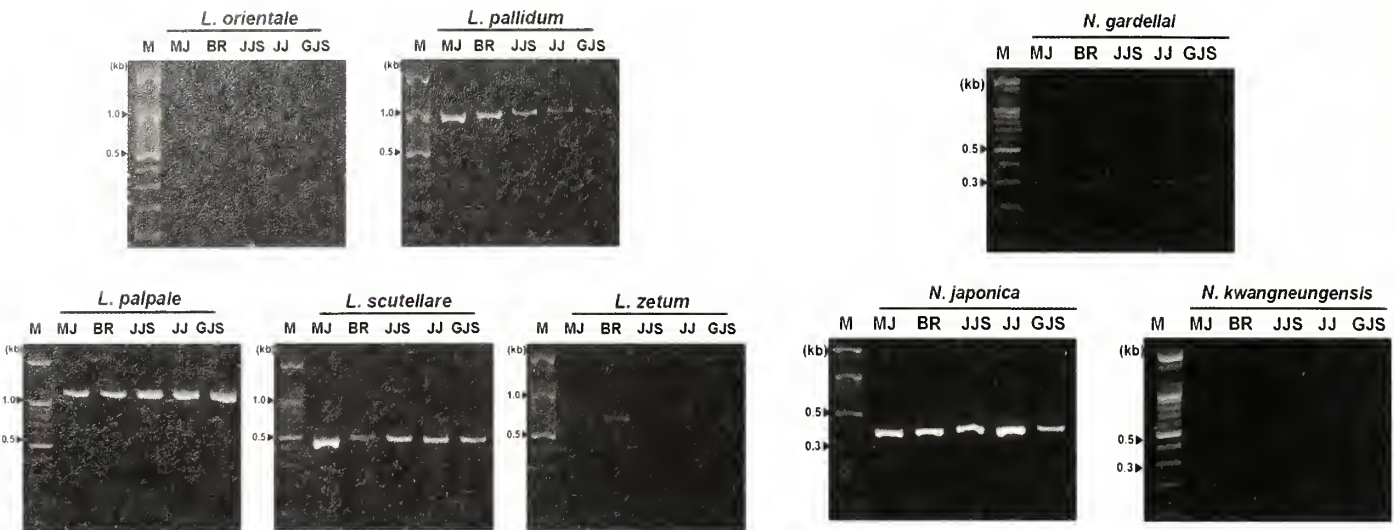 L. orientale
M MJ BR JJS JJ GJS
(kb)
1.0
0.5
L. pallidum
M MJ BR JJS JJ GJS
(kb)
1.0
0.5
N. gardellai
M MJ BR JJS JJ GJS
(kb)
0.5
0.3
L. palpale
M MJ BR JJS JJ GJS
(kb)
1.0
0.5
L. scutellare
M MJ BR JJS JJ GJS
(kb)
1.0
0.5
L. zetum
M MJ BR JJS JJ GJS
(kb)
1.0
0.5
N. japonica
M MJ BR JJS JJ GJS
(kb)
0.5
0.3
N. kwangneungensis
M MJ BR JJS JJ GJS
(kb)
0.5
0.3